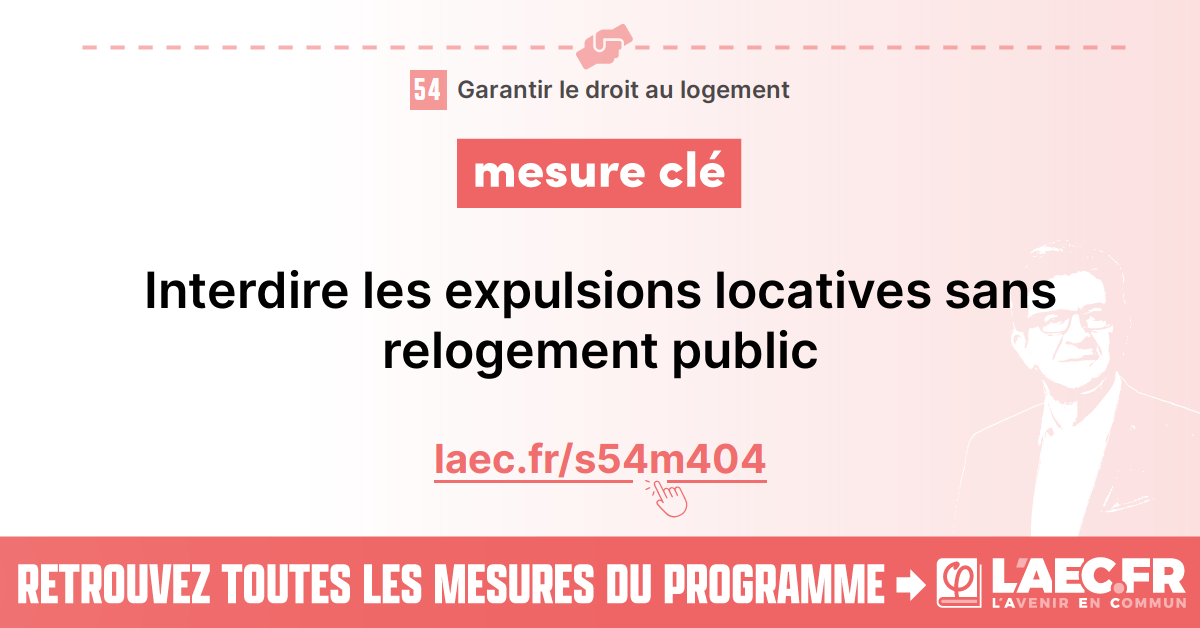 54 Garantir le droit au logement
mesure clé
Interdire les expulsions locatives sans
relogement public
laec.fr/s54m404
RETROUVEZ TOUTES LES MESURES DU PROGRAMME
L'AEC.FR
L'AVENIR EN COMMUN